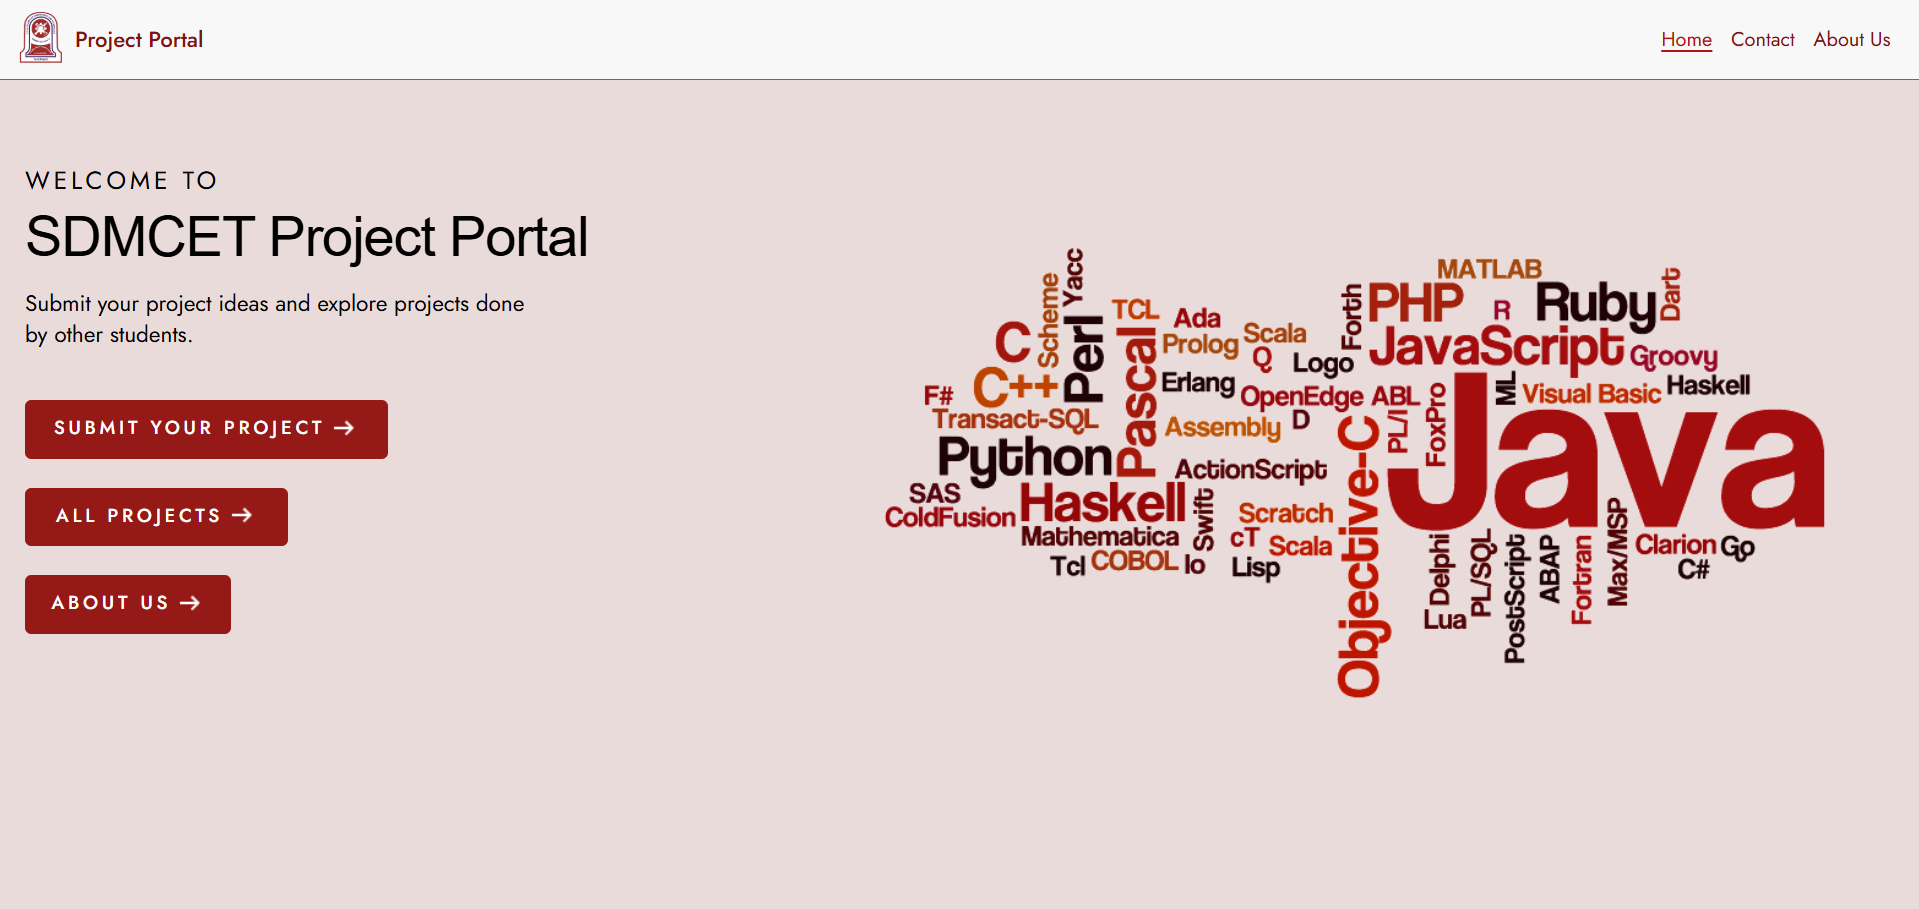 Project Portal
Home Contact About Us
WELCOME TO
SDMCET Project Portal
Submit your project ideas and explore projects done
by other students.
SUBMIT YOUR PROJECT →
ALL PROJECTS →
ABOUT US →
Yacc
Scheme
C
C++
Perl
F#
Transact-SQL
Python
SAS
ColdFusion
Haskell
Mathematica
Tcl
COBOL
Io
TCL
Pascal
Ada
Prolog
Scala
Q
Erlang
Logo
OpenEdge ABL
Assembly
D
ActionScript
Swift
Scratch
cT
Scala
Lisp
Objective-C
Forth
MATLAB
PHP
R
Ruby
Dart
JavaScript
Groovy
ML
Visual Basic
Haskell
PL/I
FoxPro
Java
Delphi
Lua
PL/SQL
PostScript
ABAP
Fortran
Max/MSP
Clarion
Go
C#